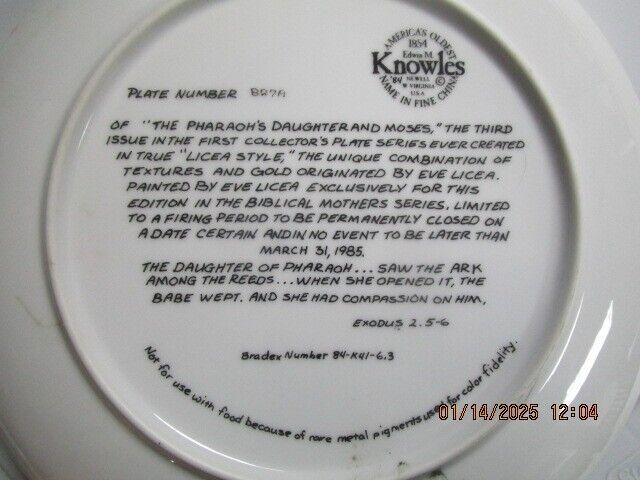 AMERICA'S OLDEST
1854
Edwin M.
Knowles ©
'84 NEWELL
W. VIRGINIA
U.S.A.
NAME IN FINE CHINA
PLATE NUMBER 887A
OF "THE PHARAOH'S DAUGHTER AND MOSES," THE THIRD
ISSUE IN THE FIRST COLLECTOR'S PLATE SERIES EVER CREATED
IN TRUE "LICEA STYLE," THE UNIQUE COMBINATION OF
TEXTURES AND GOLD ORIGINATED BY EVE LICEA.
PAINTED BY EVE LICEA EXCLUSIVELY FOR THIS
EDITION IN THE BIBLICAL MOTHERS SERIES. LIMITED
TO A FIRING PERIOD TO BE PERMANENTLY CLOSED ON
A DATE CERTAIN AND IN NO EVENT TO BE LATER THAN
MARCH 31, 1985.
THE DAUGHTER OF PHARAOH... SAW THE ARK
AMONG THE REEDS... WHEN SHE OPENED IT, THE
BABE WEPT. AND SHE HAD COMPASSION ON HIM.
EXODUS 2. 5-6
Bradex Number 84-K41-6.3
Not for use with food because of rare metal pigments used for color fidelity.
01/14/2025 12:04